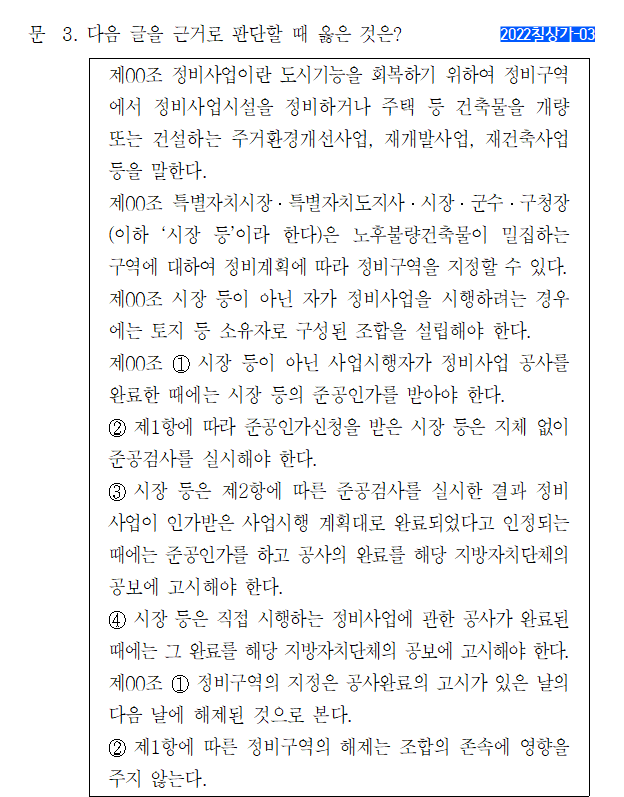 문 3. 다음 글을 근거로 판단할 때 옳은 것은? 2022칠상가-03
제00조 정비사업이란 도시기능을 회복하기 위하여 정비구역
에서 정비사업시설을 정비하거나 주택 등 건축물을 개량
또는 건설하는 주거환경개선사업, 재개발사업, 재건축사업
등을 말한다.
제00조 특별자치시장·특별자치도지사·시장·군수·구청장
(이하 ‘시장 등’이라 한다)은 노후불량건축물이 밀집하는
구역에 대하여 정비계획에 따라 정비구역을 지정할 수 있다.
제00조 시장 등이 아닌 자가 정비사업을 시행하려는 경우
에는 토지 등 소유자로 구성된 조합을 설립해야 한다.
제00조 ① 시장 등이 아닌 사업시행자가 정비사업 공사를
완료한 때에는 시장 등의 준공인가를 받아야 한다.
② 제1항에 따라 준공인가신청을 받은 시장 등은 지체 없이
준공검사를 실시해야 한다.
③ 시장 등은 제2항에 따른 준공검사를 실시한 결과 정비
사업이 인가받은 사업시행 계획대로 완료되었다고 인정되는
때에는 준공인가를 하고 공사의 완료를 해당 지방자치단체의
공보에 고시해야 한다.
④ 시장 등은 직접 시행하는 정비사업에 관한 공사가 완료된
때에는 그 완료를 해당 지방자치단체의 공보에 고시해야 한다.
제00조 ① 정비구역의 지정은 공사완료의 고시가 있은 날의
다음 날에 해제된 것으로 본다.
② 제1항에 따른 정비구역의 해제는 조합의 존속에 영향을
주지 않는다.